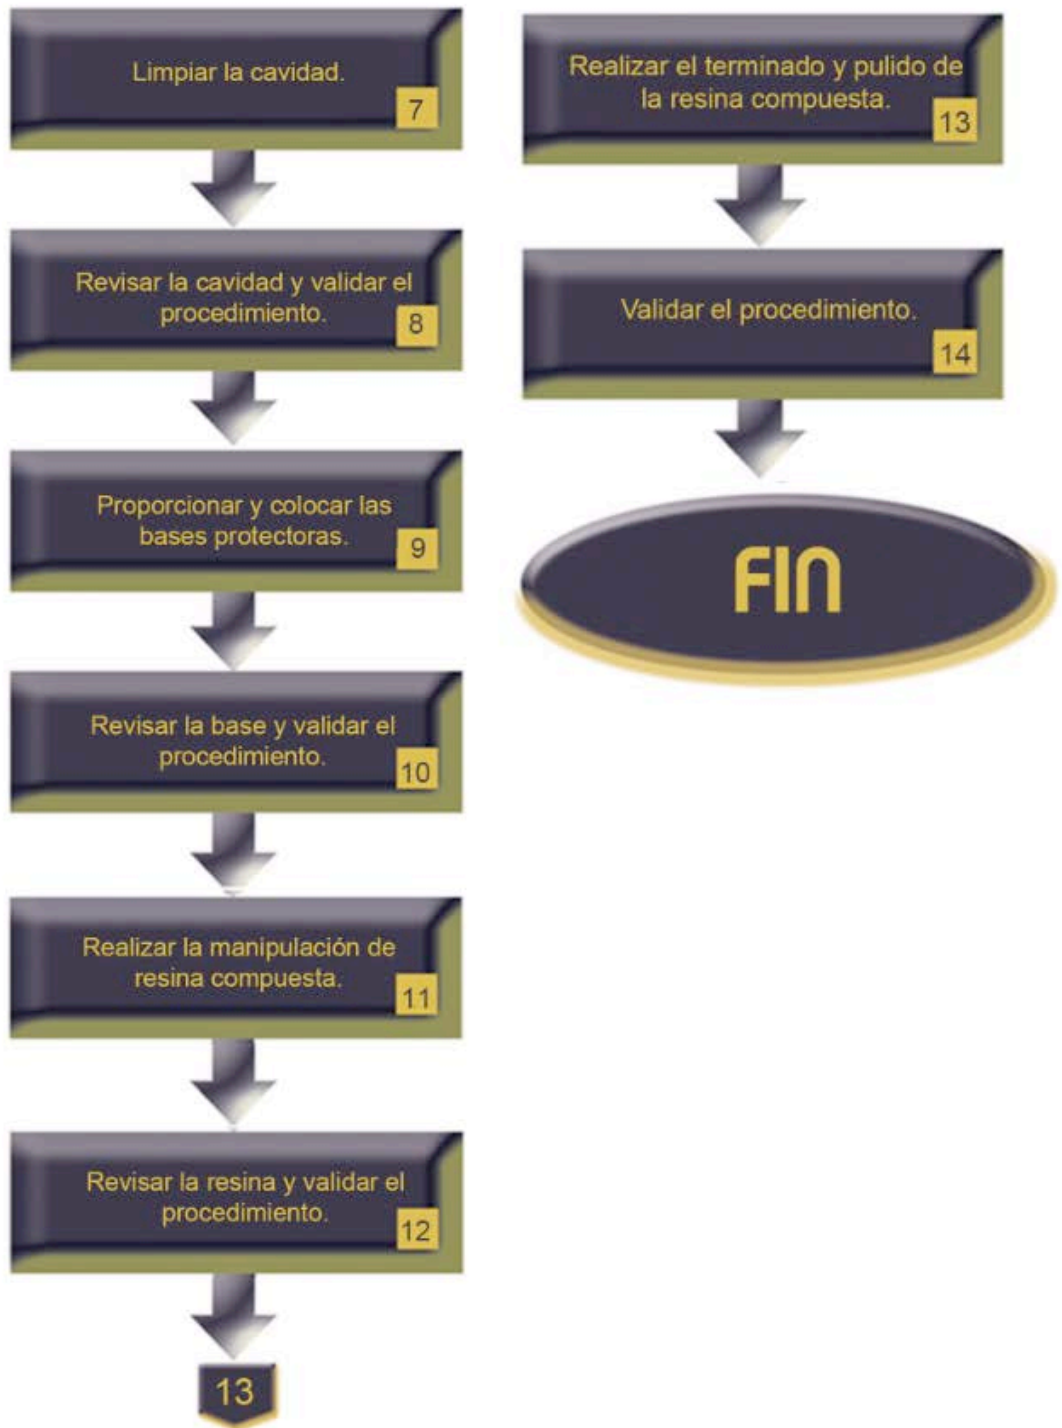 Limpiar la cavidad.
7
Revisar la cavidad y validar el
procedimiento.
8
Proporcionar y colocar las
bases protectoras.
9
Revisar la base y validar el
procedimiento.
10
Realizar la manipulación de
resina compuesta.
11
Revisar la resina y validar el
procedimiento.
12
13
Realizar el terminado y pulido de
la resina compuesta.
13
Validar el procedimiento.
14
FIN